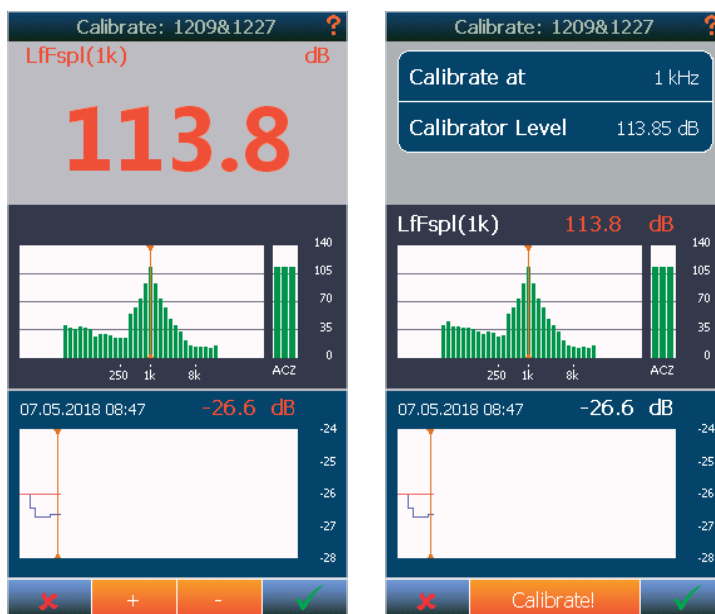 Calibrate: 1209&1227 ?
LfFspl(1k) dB
113.8
140
105
70
35
0
250 1k 8k ACZ
07.05.2018 08:47 -26.6 dB
-24
-25
-26
-27
-28
+ -
Calibrate: 1209&1227 ?
Calibrate at 1 kHz
Calibrator Level 113.85 dB
LfFspl(1k) 113.8 dB
140
105
70
35
0
250 1k 8k ACZ
07.05.2018 08:47 -26.6 dB
-24
-25
-26
-27
-28
Calibrate!